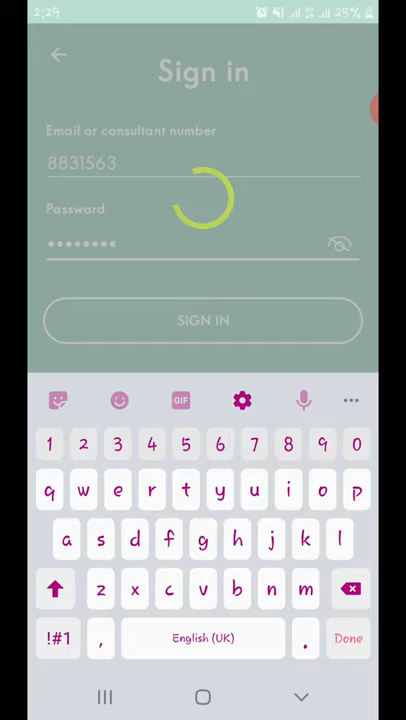 2:29
25%
Sign in
Email or consultant number
8831563
Password
••••••••
SIGN IN
GIF
1 2 3 4 5 6 7 8 9 0
q w e r t y u i o p
a s d f g h j k l
z x c v b n m
!#1 , English (UK) . Done